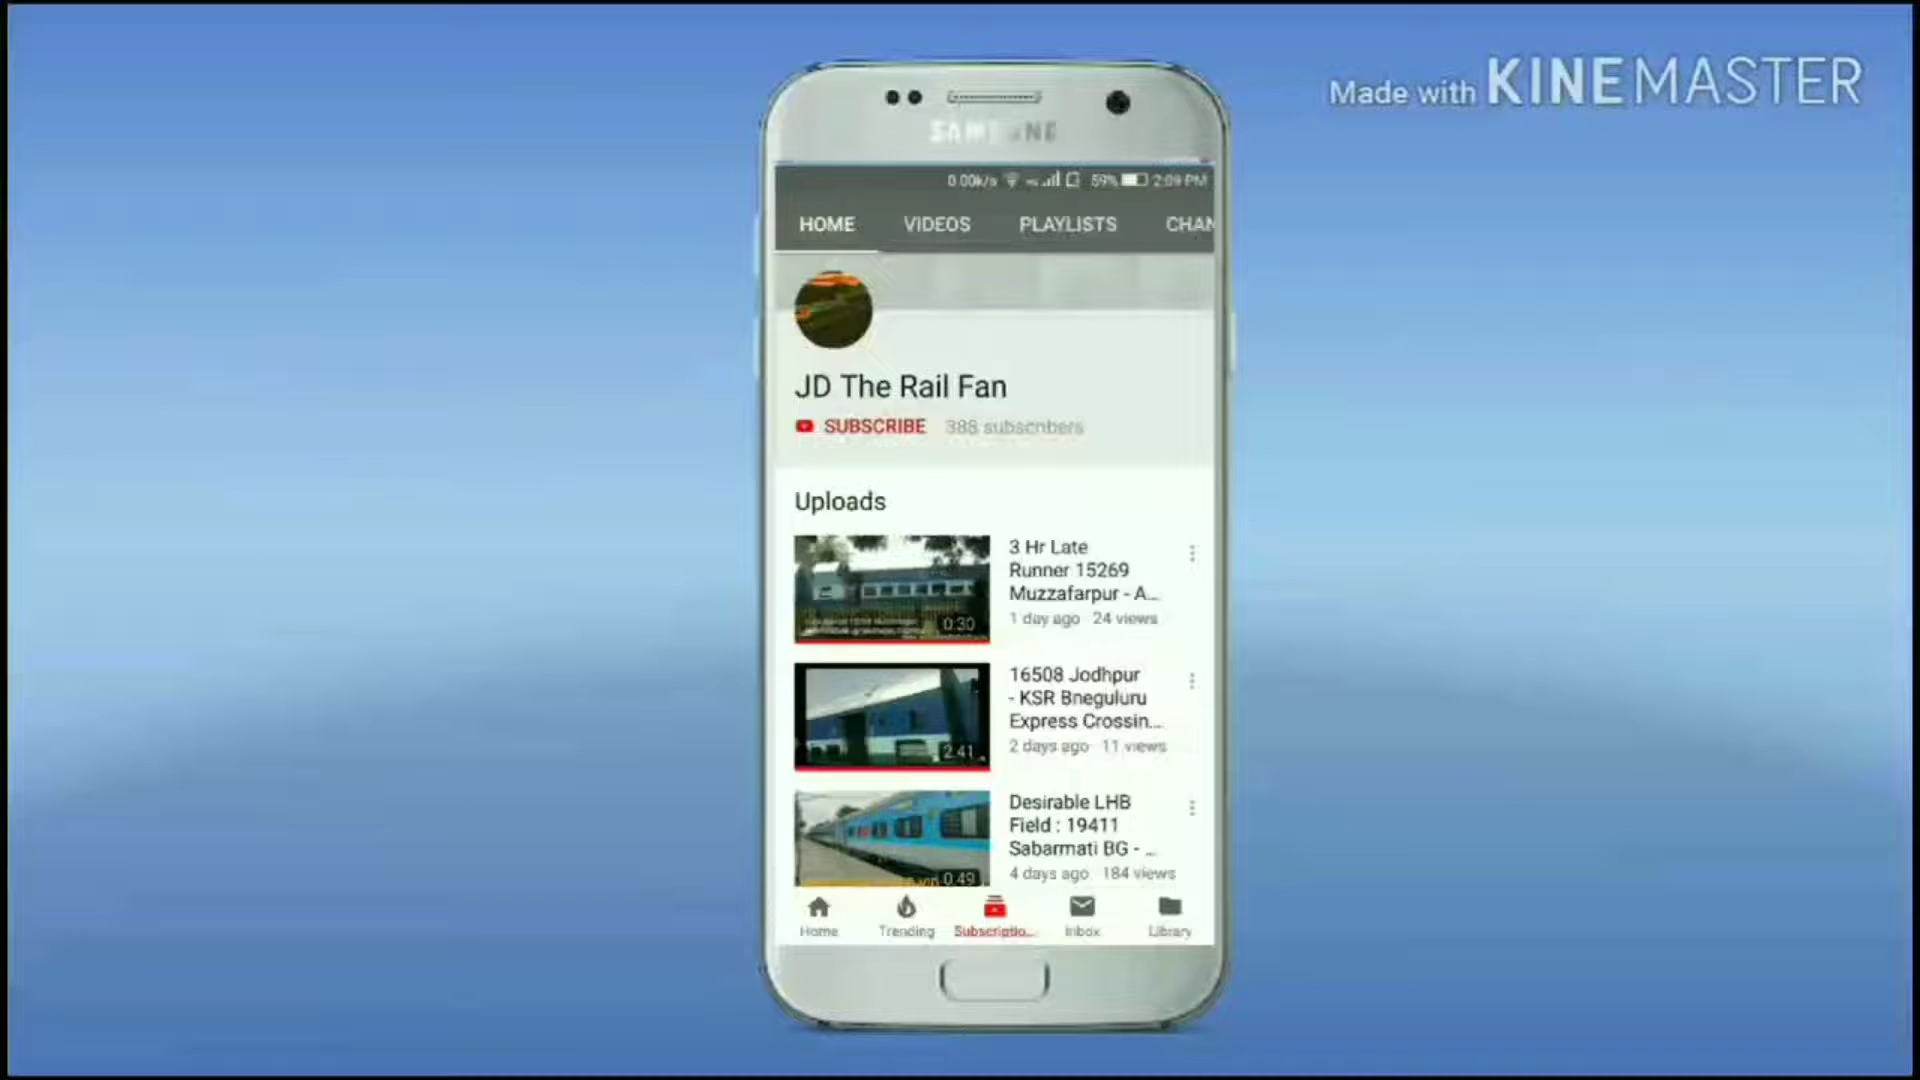 Made with KINEMASTER
SAMSUNG
0.00k/s 59% 2:09 PM
HOME VIDEOS PLAYLISTS CHAN
JD The Rail Fan
SUBSCRIBE 388 subscribers
Uploads
3 Hr Late
Runner 15269
Muzzafarpur - A...
1 day ago 24 views
0:30
16508 Jodhpur
- KSR Bneguluru
Express Crossin...
2 days ago 11 views
2:41
Desirable LHB
Field : 19411
Sabarmati BG - ...
4 days ago 184 views
0:49
Home Trending Subscriptio... Inbox Library